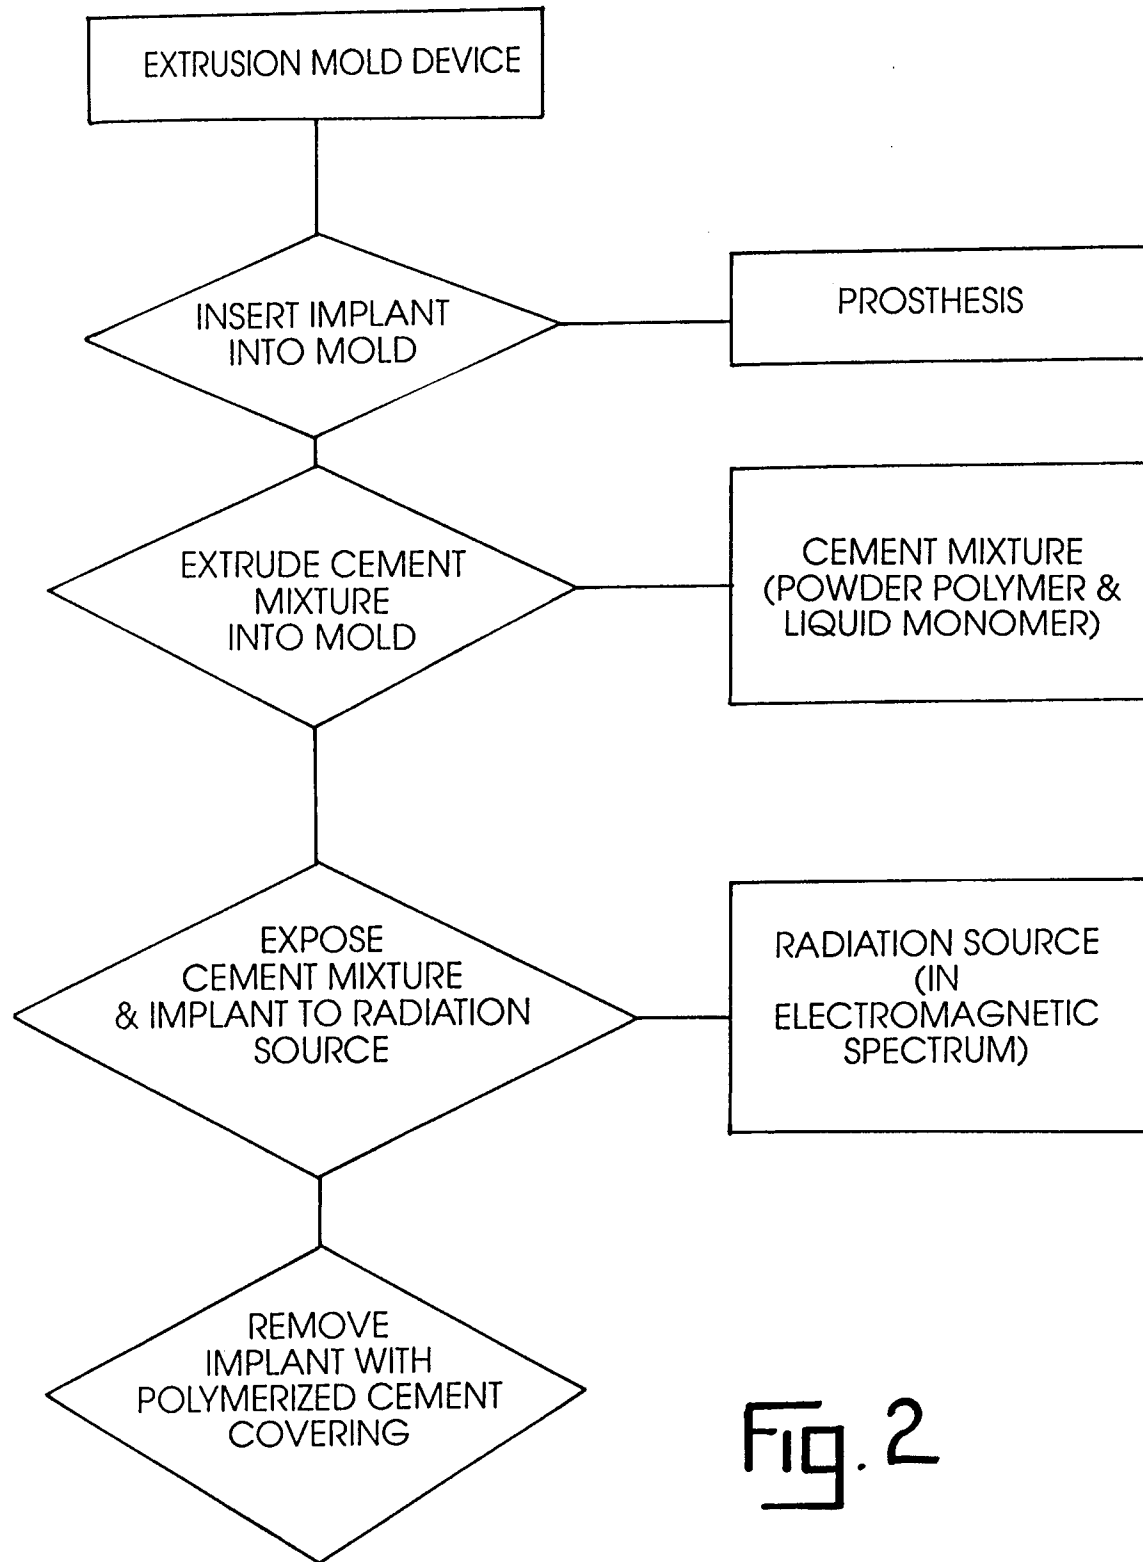 EXTRUSION MOLD DEVICE
INSERT IMPLANT
INTO MOLD
PROSTHESIS
EXTRUDE CEMENT
MIXTURE
INTO MOLD
CEMENT MIXTURE
(POWDER POLYMER &
LIQUID MONOMER)
EXPOSE
CEMENT MIXTURE
& IMPLANT TO RADIATION
SOURCE
RADIATION SOURCE
(IN
ELECTROMAGNETIC
SPECTRUM)
REMOVE
IMPLANT WITH
POLYMERIZED CEMENT
COVERING
Fig. 2